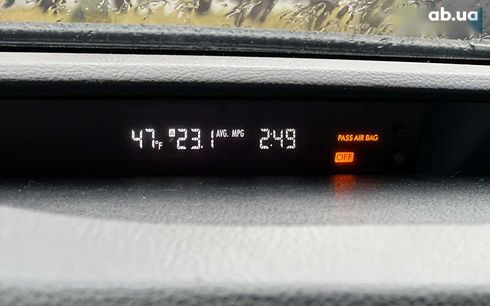 ab.ua
47°F A 23.1 AVG. MPG 2:49
PASS AIR BAG
OFF